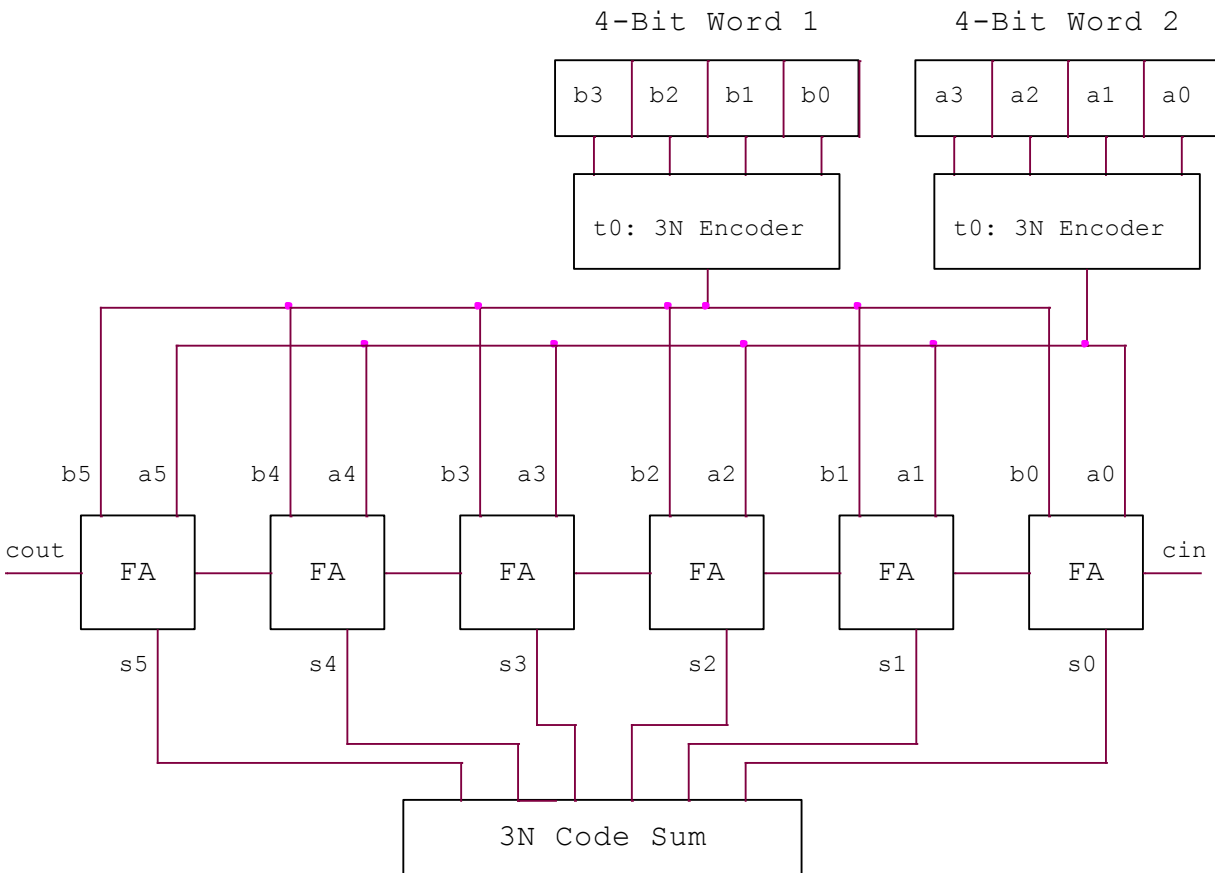 4-Bit Word 1 4-Bit Word 2
b3 b2 b1 b0 a3 a2 a1 a0
t0: 3N Encoder t0: 3N Encoder
b5 a5 b4 a4 b3 a3 b2 a2 b1 a1 b0 a0
cout FA FA FA FA FA FA cin
s5 s4 s3 s2 s1 s0
3N Code Sum